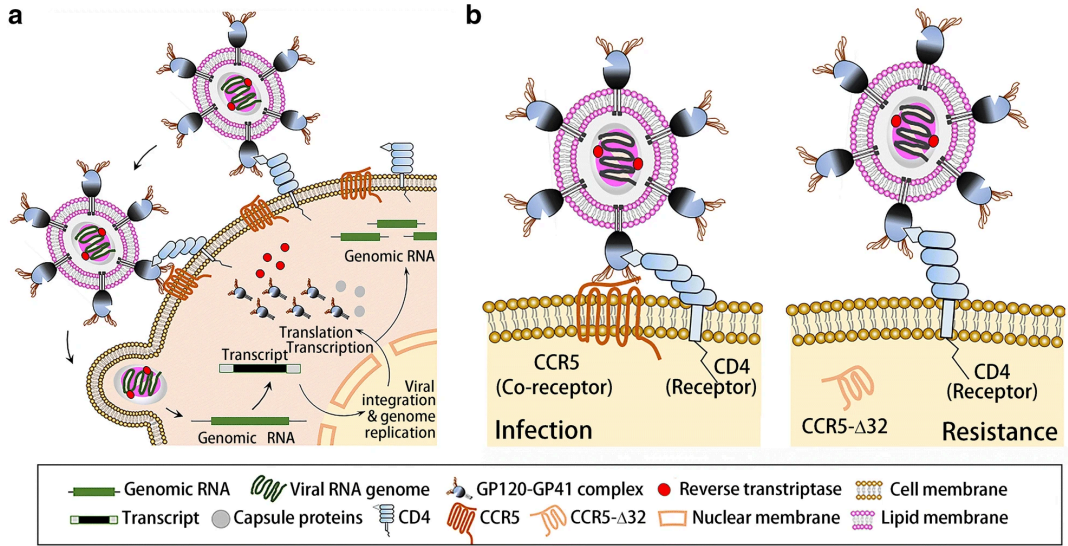 a
b
Genomic RNA
Translation
Transcription
Transcript
Viral
integration
& genome
replication
Genomic RNA
CCR5
(Co-receptor)
CD4
(Receptor)
Infection
CCR5-Δ32
CD4
(Receptor)
Resistance
Genomic RNA
Viral RNA genome
GP120-GP41 complex
Reverse transtriptase
Cell membrane
Transcript
Capsule proteins
CD4
CCR5
CCR5-Δ32
Nuclear membrane
Lipid membrane